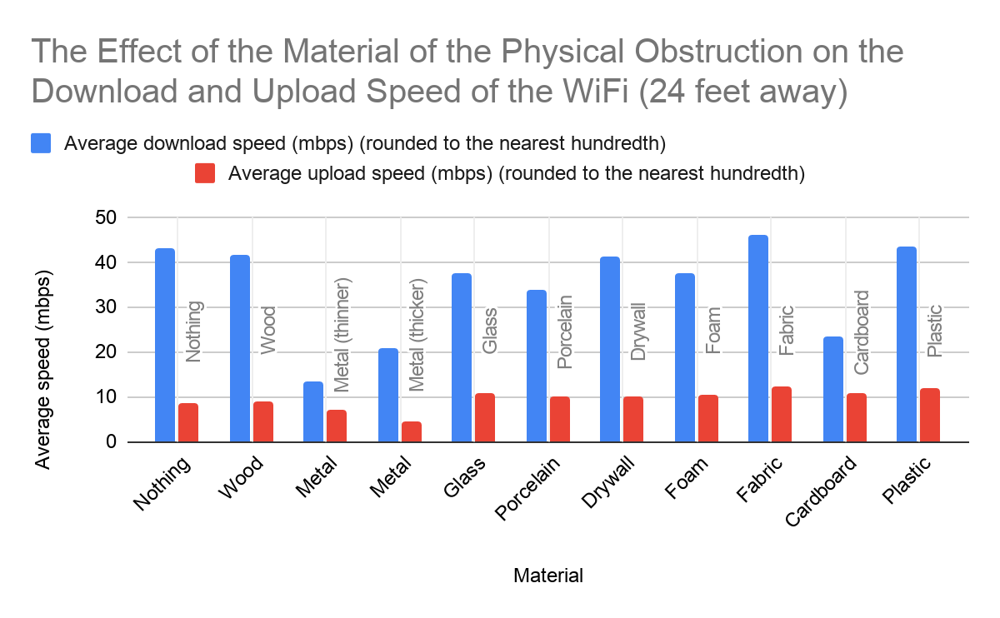 The Effect of the Material of the Physical Obstruction on the
Download and Upload Speed of the WiFi (24 feet away)
Average download speed (mbps) (rounded to the nearest hundredth)
Average upload speed (mbps) (rounded to the nearest hundredth)
Average speed (mbps)
50
40
30
20
10
0
Nothing
Wood
Metal (thinner)
Metal (thicker)
Glass
Porcelain
Drywall
Foam
Fabric
Cardboard
Plastic
Nothing
Wood
Metal
Metal
Glass
Porcelain
Drywall
Foam
Fabric
Cardboard
Plastic
Material